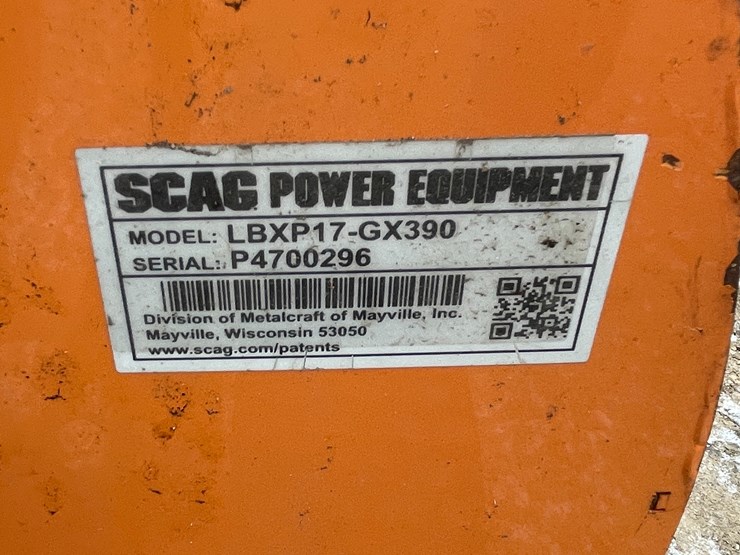 SCAG POWER EQUIPMENT
MODEL: LBXP17-GX390
SERIAL: P4700296
Division of Metalcraft of Mayville, Inc.
Mayville, Wisconsin 53050
www.scag.com/patents